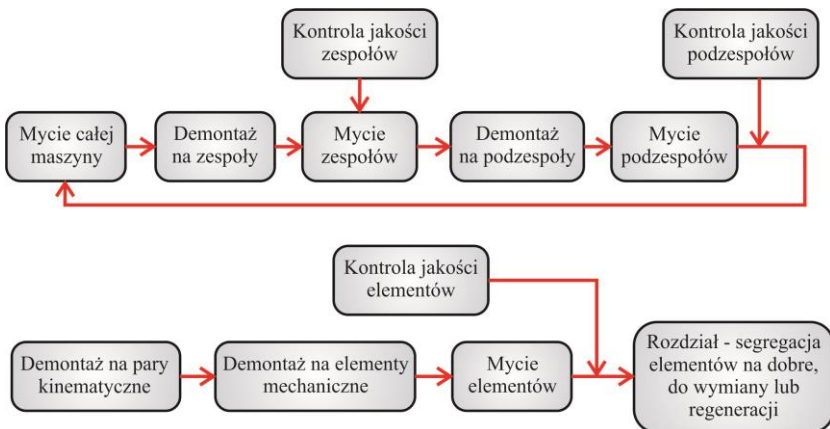 Kontrola jakości
zespołów
Kontrola jakości
podzespołów
Mycie całej
maszyny
Demontaż
na zespoły
Mycie
zespołów
Demontaż
na podzespoły
Mycie
podzespołów
Kontrola jakości
elementów
Demontaż na pary
kinematyczne
Demontaż na elementy
mechaniczne
Mycie
elementów
Rozdział - segregacja
elementów na dobre,
do wymiany lub
regeneracji